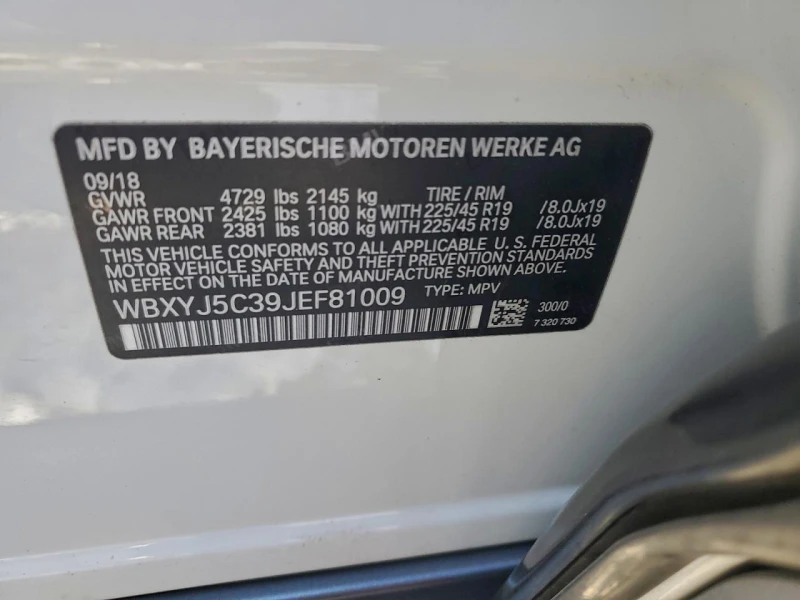 MFD BY BAYERISCHE MOTOREN WERKE AG
09/18
GVWR 4729 lbs 2145 kg TIRE / RIM
GAWR FRONT 2425 lbs 1100 kg WITH 225/45 R19 /8.0Jx19
GAWR REAR 2381 lbs 1080 kg WITH 225/45 R19 /8.0Jx19
THIS VEHICLE CONFORMS TO ALL APPLICABLE U.S. FEDERAL
MOTOR VEHICLE SAFETY AND THEFT PREVENTION STANDARDS
IN EFFECT ON THE DATE OF MANUFACTURE SHOWN ABOVE.
WBXYJ5C39JEF81009 TYPE: MPV
300/0
7 320 730